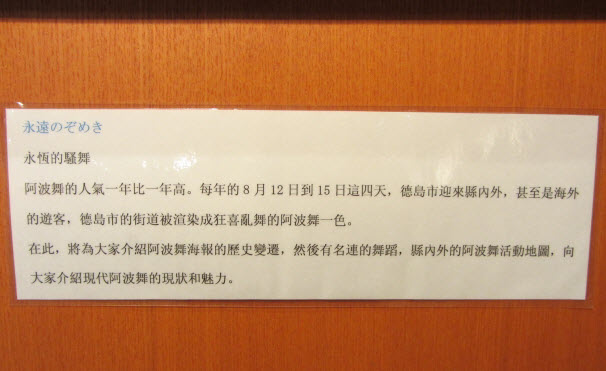 永遠のぞめき
永恆的騷舞
阿波舞的人氣一年比一年高。每年的 8 月 12 日到 15 日這四天，德島市迎來縣內外，甚至是海外
的遊客，德島市的街道被渲染成狂喜亂舞的阿波舞一色。
在此，將為大家介紹阿波舞海報的歷史變遷，然後有名連的舞蹈，縣內外的阿波舞活動地圖，向
大家介紹現代阿波舞的現狀和魅力。